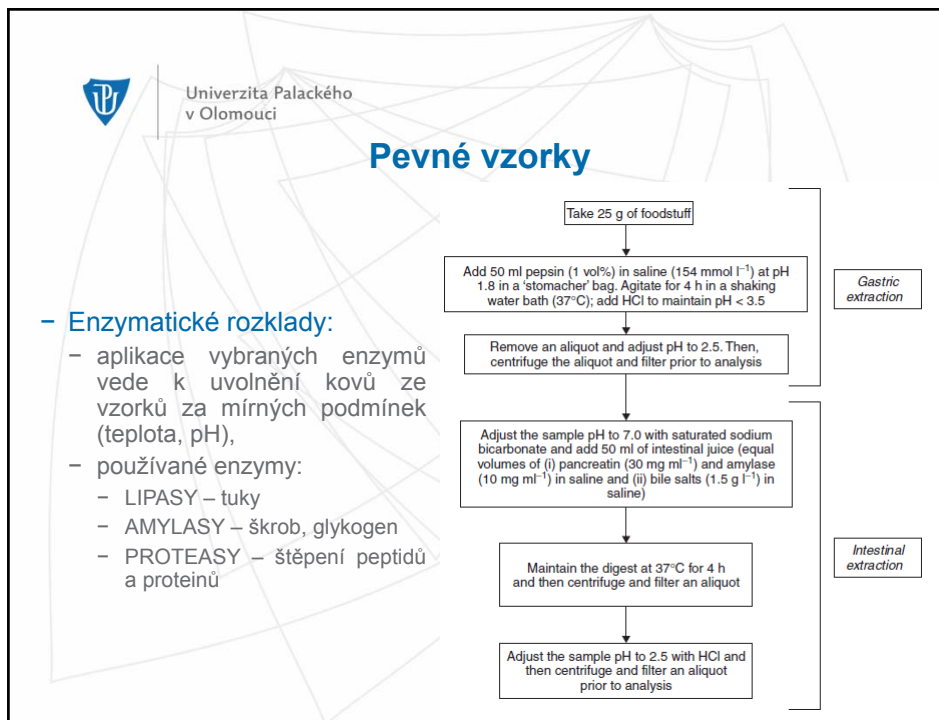 Univerzita Palackého
v Olomouci
Pevné vzorky
− Enzymatické rozklady:
− aplikace vybraných enzymů
vede k uvolnění kovů ze
vzorků za mírných podmínek
(teplota, pH),
− používané enzymy:
− LIPASY – tuky
− AMYLASY – škrob, glykogen
− PROTEASY – štěpení peptidů
a proteinů
Take 25 g of foodstuff
Add 50 ml pepsin (1 vol%) in saline (154 mmol l⁻¹) at pH
1.8 in a 'stomacher' bag. Agitate for 4 h in a shaking
water bath (37°C); add HCl to maintain pH < 3.5
Remove an aliquot and adjust pH to 2.5. Then,
centrifuge the aliquot and filter prior to analysis
Gastric
extraction
Adjust the sample pH to 7.0 with saturated sodium
bicarbonate and add 50 ml of intestinal juice (equal
volumes of (i) pancreatin (30 mg ml⁻¹) and amylase
(10 mg ml⁻¹) in saline and (ii) bile salts (1.5 g l⁻¹) in
saline)
Maintain the digest at 37°C for 4 h
and then centrifuge and filter an aliquot
Adjust the sample pH to 2.5 with HCl and
then centrifuge and filter an aliquot
prior to analysis
Intestinal
extraction